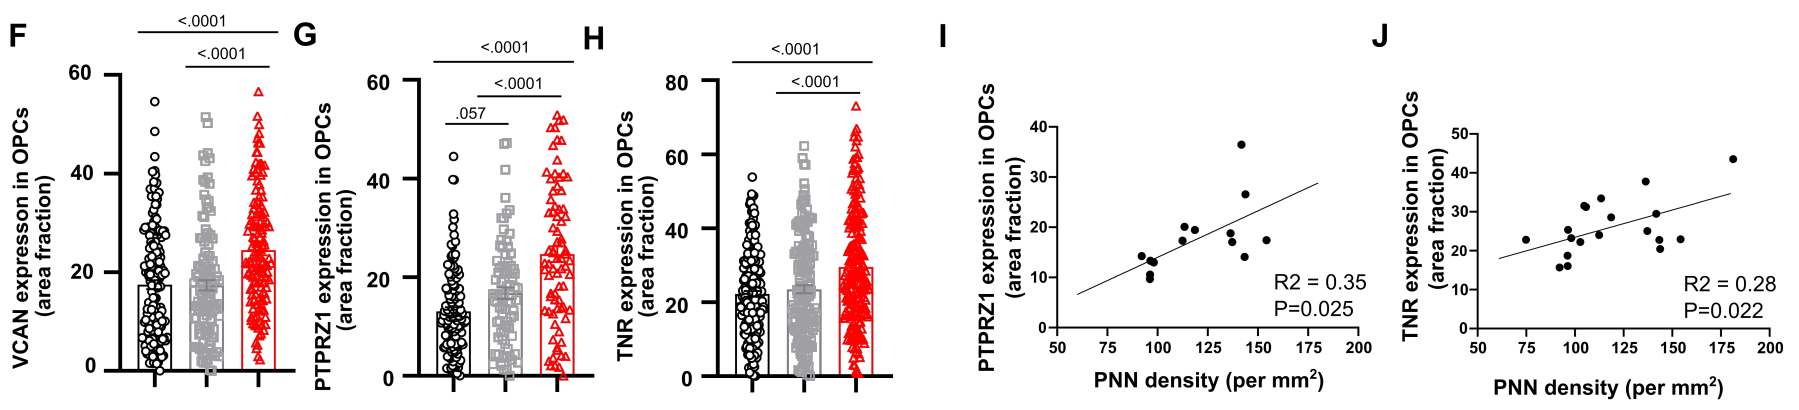 F
<.0001
<.0001
VCAN expression in OPCs
(area fraction)
60
40
20
0
G
<.0001
<.0001
.057
PTPRZ1 expression in OPCs
(area fraction)
60
40
20
0
H
<.0001
<.0001
TNR expression in OPCs
(area fraction)
80
60
40
20
0
I
PTPRZ1 expression in OPCs
(area fraction)
40
30
20
10
0
50 75 100 125 150 175 200
R2 = 0.35
P=0.025
PNN density (per mm²)
J
TNR expression in OPCs
(area fraction)
50
40
30
20
10
0
50 75 100 125 150 175 200
R2 = 0.28
P=0.022
PNN density (per mm²)